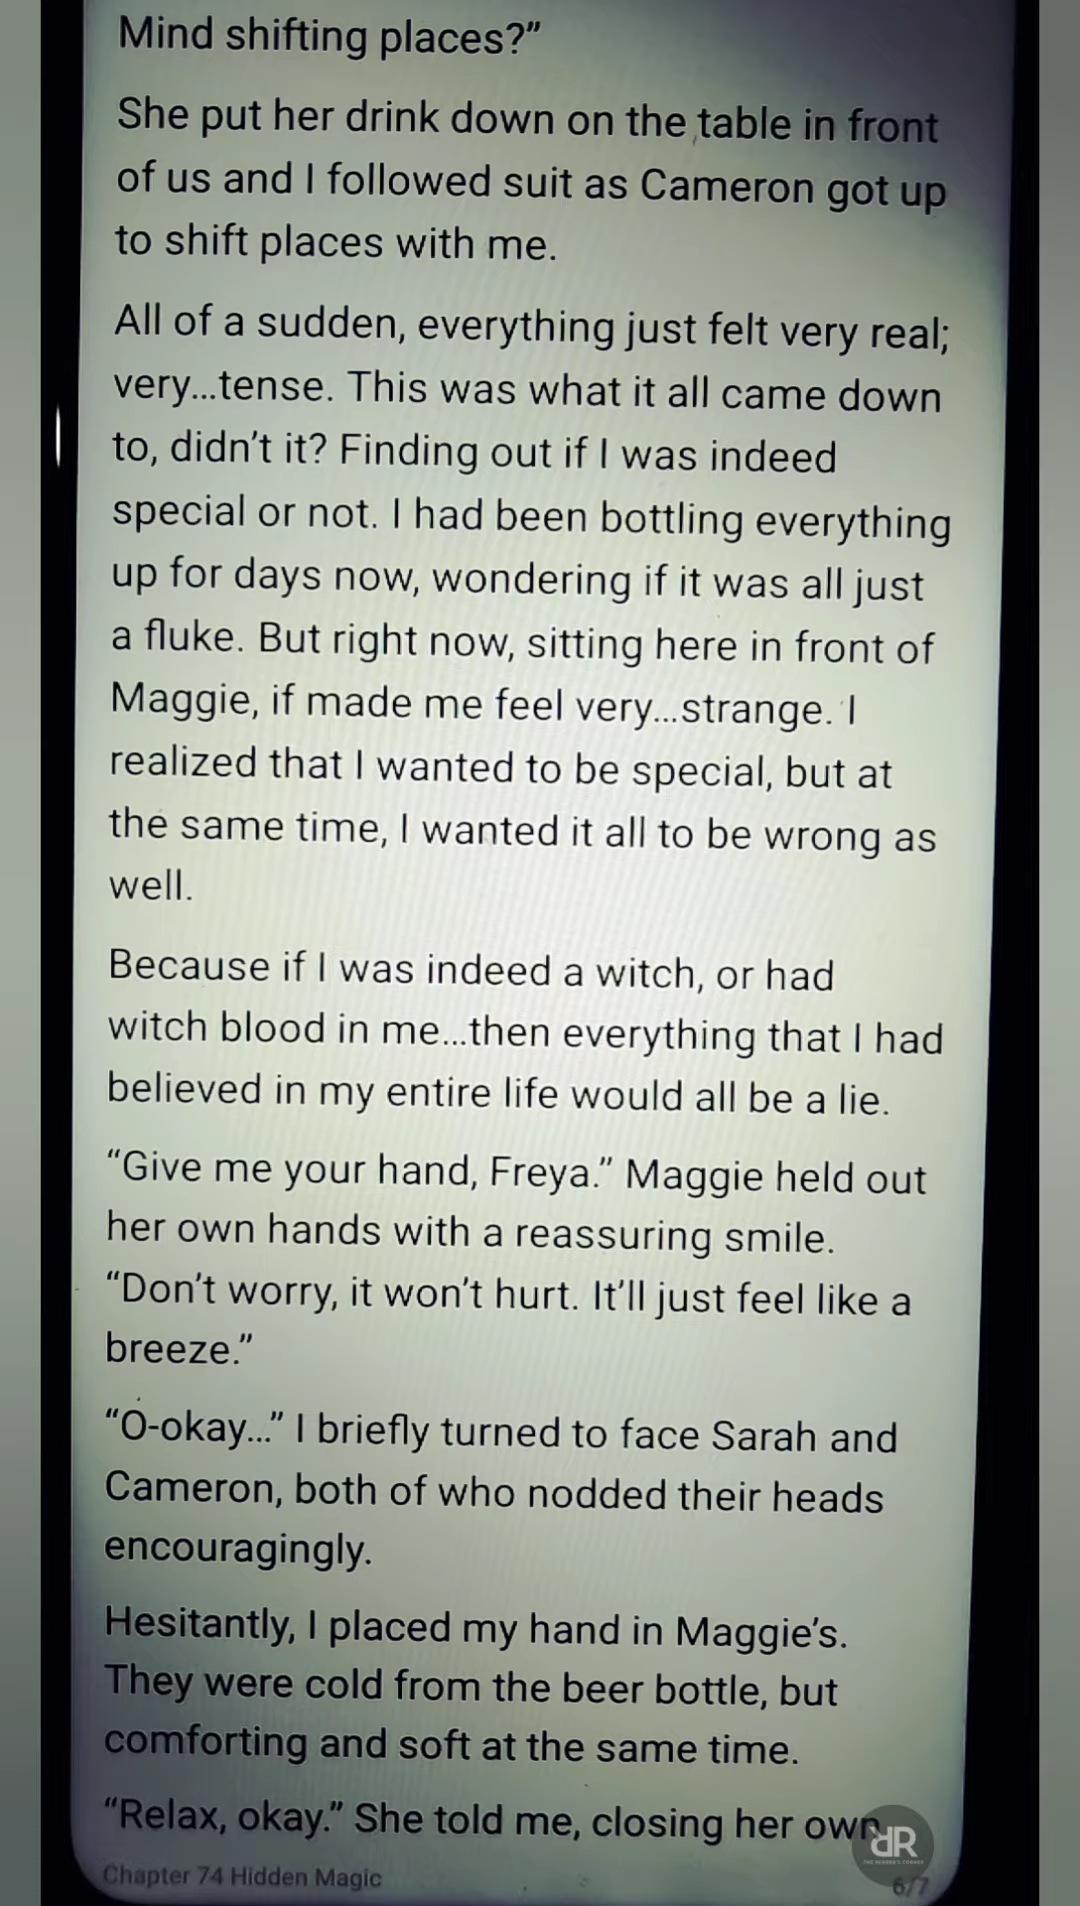 Mind shifting places?”
She put her drink down on the table in front
of us and I followed suit as Cameron got up
to shift places with me.
All of a sudden, everything just felt very real;
very...tense. This was what it all came down
to, didn’t it? Finding out if I was indeed
special or not. I had been bottling everything
up for days now, wondering if it was all just
a fluke. But right now, sitting here in front of
Maggie, if made me feel very...strange. I
realized that I wanted to be special, but at
the same time, I wanted it all to be wrong as
well.
Because if I was indeed a witch, or had
witch blood in me...then everything that I had
believed in my entire life would all be a lie.
“Give me your hand, Freya.” Maggie held out
her own hands with a reassuring smile.
“Don’t worry, it won’t hurt. It’ll just feel like a
breeze.”
“O-okay...” I briefly turned to face Sarah and
Cameron, both of who nodded their heads
encouragingly.
Hesitantly, I placed my hand in Maggie’s.
They were cold from the beer bottle, but
comforting and soft at the same time.
“Relax, okay.” She told me, closing her own
RR
THE READER'S CORNER
Chapter 74 Hidden Magic
6/7